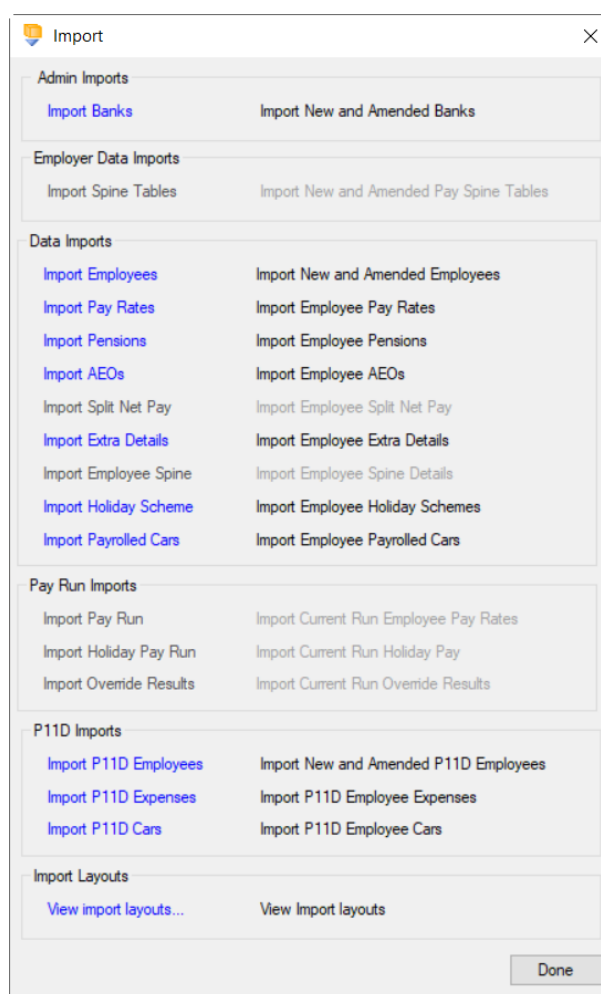 Import
Admin Imports
Import Banks Import New and Amended Banks
Employer Data Imports
Import Spine Tables Import New and Amended Pay Spine Tables
Data Imports
Import Employees Import New and Amended Employees
Import Pay Rates Import Employee Pay Rates
Import Pensions Import Employee Pensions
Import AEOs Import Employee AEOs
Import Split Net Pay Import Employee Split Net Pay
Import Extra Details Import Employee Extra Details
Import Employee Spine Import Employee Spine Details
Import Holiday Scheme Import Employee Holiday Schemes
Import Payrolled Cars Import Employee Payrolled Cars
Pay Run Imports
Import Pay Run Import Current Run Employee Pay Rates
Import Holiday Pay Run Import Current Run Holiday Pay
Import Override Results Import Current Run Override Results
P11D Imports
Import P11D Employees Import New and Amended P11D Employees
Import P11D Expenses Import P11D Employee Expenses
Import P11D Cars Import P11D Employee Cars
Import Layouts
View import layouts... View Import layouts
Done